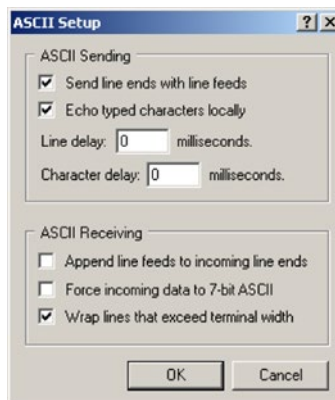 ASCII Setup
ASCII Sending
Send line ends with line feeds
Echo typed characters locally
Line delay: 0 milliseconds.
Character delay: 0 milliseconds.
ASCII Receiving
Append line feeds to incoming line ends
Force incoming data to 7-bit ASCII
Wrap lines that exceed terminal width
OK Cancel